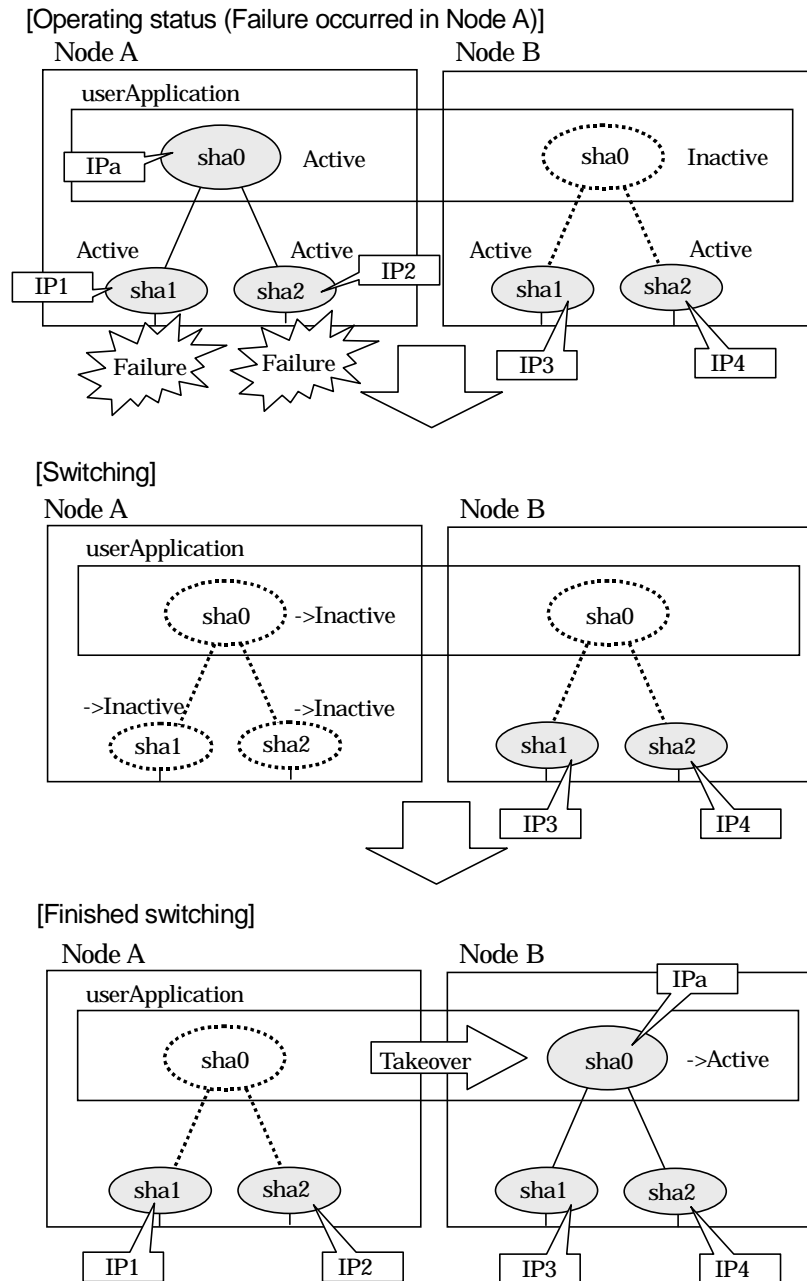 [Operating status (Failure occurred in Node A)]
Node A
Node B
userApplication
IPa
sha0
Active
sha0
Inactive
Active
Active
Active
Active
IP1
sha1
sha2
IP2
sha1
sha2
Failure
Failure
IP3
IP4
[Switching]
Node A
Node B
userApplication
sha0
->Inactive
sha0
->Inactive
->Inactive
sha1
sha2
sha1
sha2
IP3
IP4
[Finished switching]
Node A
Node B
IPa
userApplication
sha0
Takeover
sha0
->Active
sha1
sha2
sha1
sha2
IP1
IP2
IP3
IP4